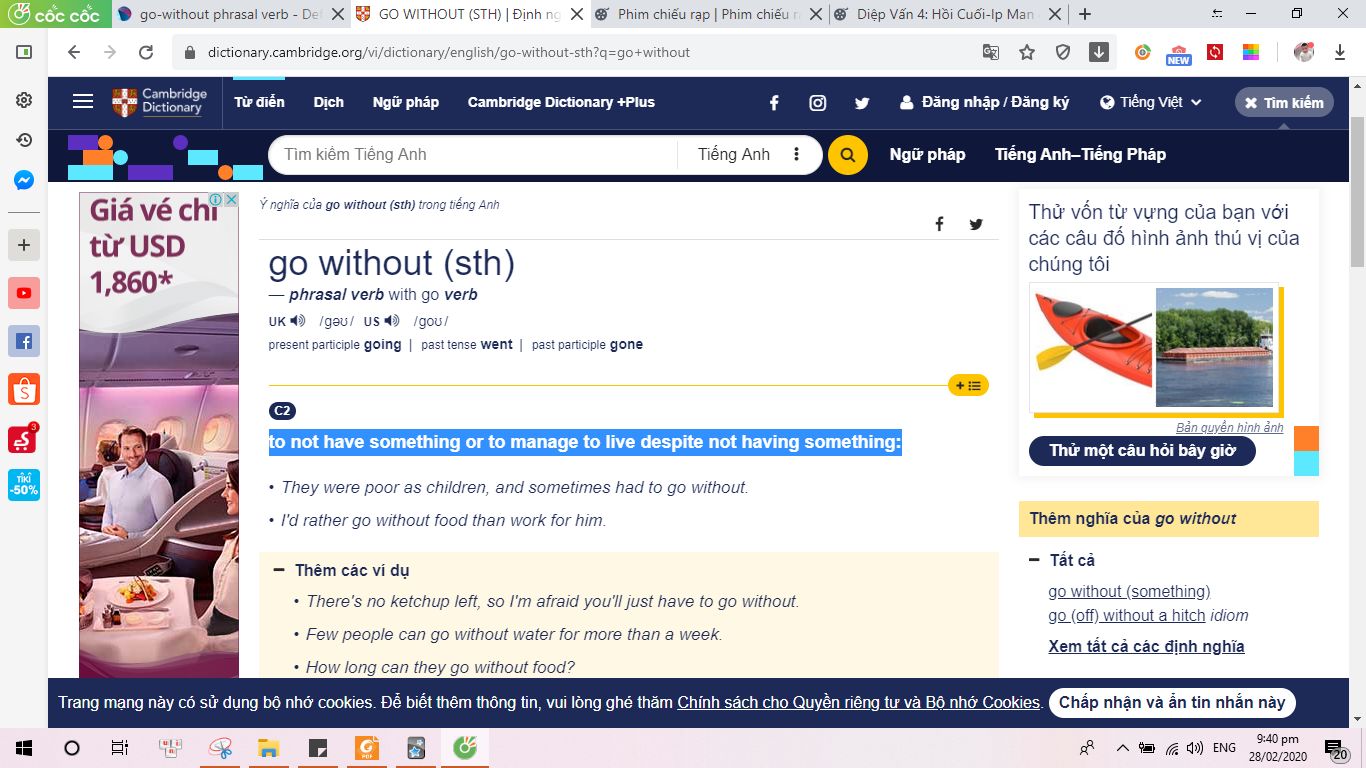 CỐC CỐC
go-without phrasal verb - Def
GO WITHOUT (STH) | Định ng
Phim chiếu rạp | Phim chiếu r
Diệp Vấn 4: Hồi Cuối-Ip Man
dictionary.cambridge.org/vi/dictionary/english/go-without-sth?q=go+without
NEW
Cambridge
Dictionary
Từ điển
Dịch
Ngữ pháp
Cambridge Dictionary +Plus
Đăng nhập / Đăng ký
Tiếng Việt
Tìm kiếm
Tìm kiếm Tiếng Anh
Tiếng Anh
Ngữ pháp
Tiếng Anh–Tiếng Pháp
Giá vé chỉ
từ USD
1,860*
Ý nghĩa của go without (sth) trong tiếng Anh
go without (sth)
— phrasal verb with go verb
UK /ɡəʊ/ US /ɡoʊ/
present participle going | past tense went | past participle gone
C2
to not have something or to manage to live despite not having something:
• They were poor as children, and sometimes had to go without.
• I'd rather go without food than work for him.
Thêm các ví dụ
• There's no ketchup left, so I'm afraid you'll just have to go without.
• Few people can go without water for more than a week.
• How long can they go without food?
Thử vốn từ vựng của bạn với
các câu đố hình ảnh thú vị của
chúng tôi
Bản quyền hình ảnh
Thử một câu hỏi bây giờ
Thêm nghĩa của go without
Tất cả
go without (something)
go (off) without a hitch idiom
Xem tất cả các định nghĩa
3
TIKI
-50%
Trang mạng này có sử dụng bộ nhớ cookies. Để biết thêm thông tin, vui lòng ghé thăm Chính sách cho Quyền riêng tư và Bộ nhớ Cookies.
Chấp nhận và ẩn tin nhắn này
PDF
ENG
9:40 pm
28/02/2020
20